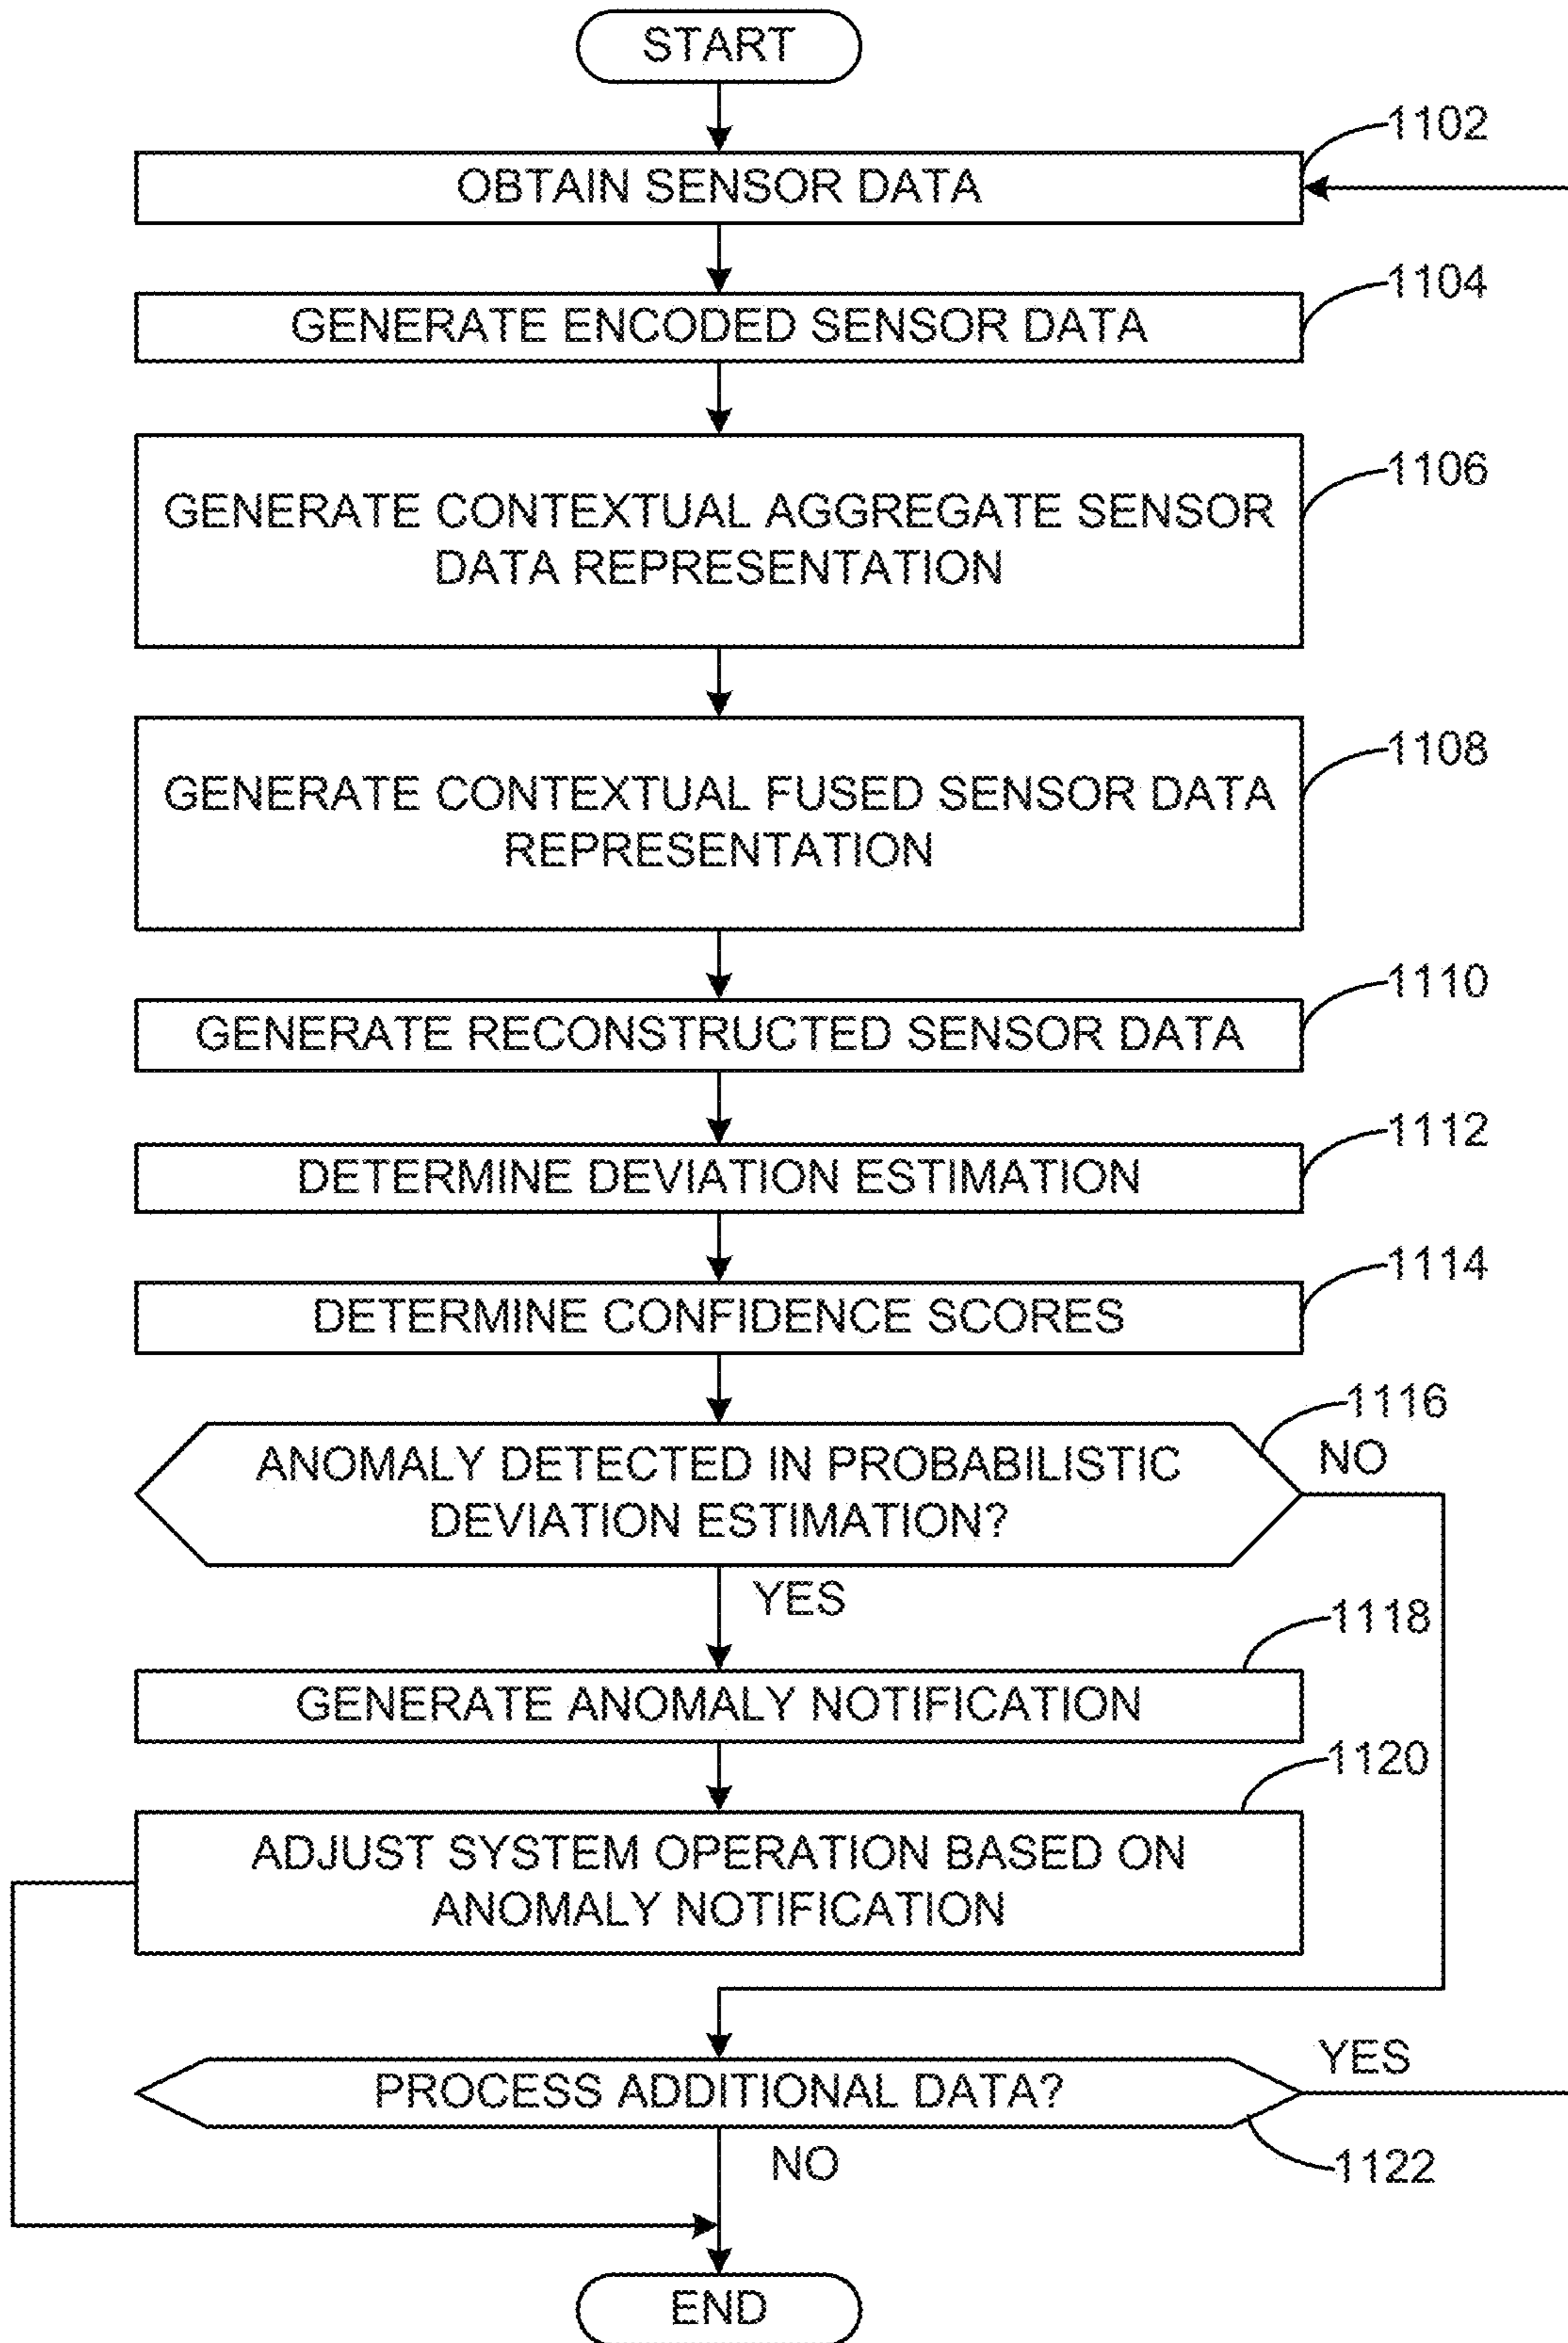 START
1102
OBTAIN SENSOR DATA
1104
GENERATE ENCODED SENSOR DATA
1106
GENERATE CONTEXTUAL AGGREGATE SENSOR
DATA REPRESENTATION
1108
GENERATE CONTEXTUAL FUSED SENSOR DATA
REPRESENTATION
1110
GENERATE RECONSTRUCTED SENSOR DATA
1112
DETERMINE DEVIATION ESTIMATION
1114
DETERMINE CONFIDENCE SCORES
1116
NO
ANOMALY DETECTED IN PROBABILISTIC
DEVIATION ESTIMATION?
YES
1118
GENERATE ANOMALY NOTIFICATION
1120
ADJUST SYSTEM OPERATION BASED ON
ANOMALY NOTIFICATION
YES
PROCESS ADDITIONAL DATA?
NO
1122
END